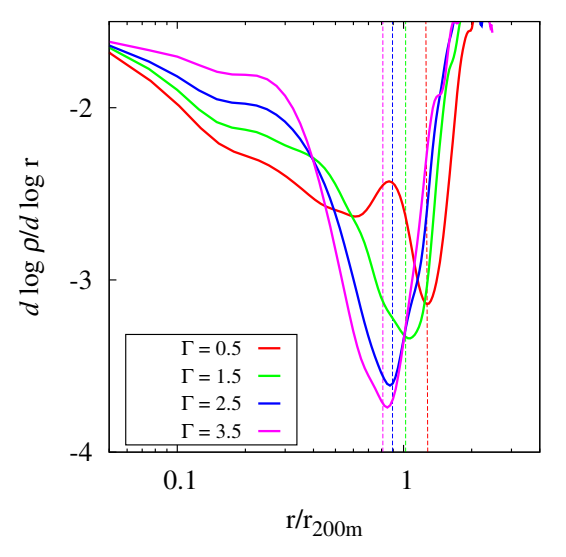 -2
-3
-4
d log ρ/d log r
Γ = 0.5
Γ = 1.5
Γ = 2.5
Γ = 3.5
0.1 1
r/r200m